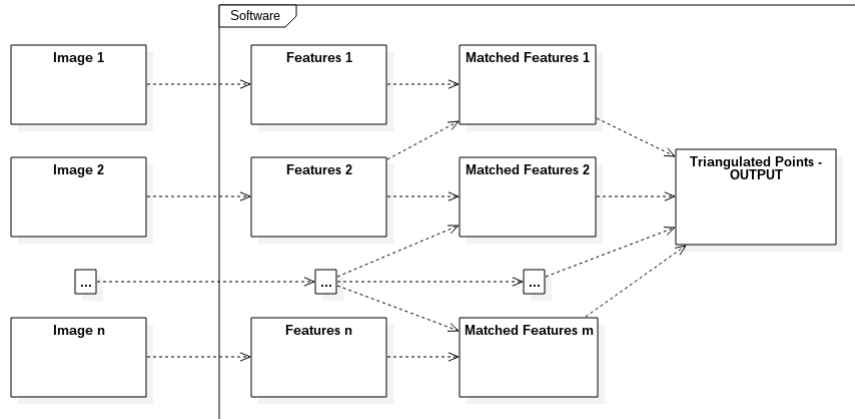 Software
Image 1
Features 1
Matched Features 1
Image 2
Features 2
Matched Features 2
Triangulated Points -
OUTPUT
...
...
...
Image n
Features n
Matched Features m